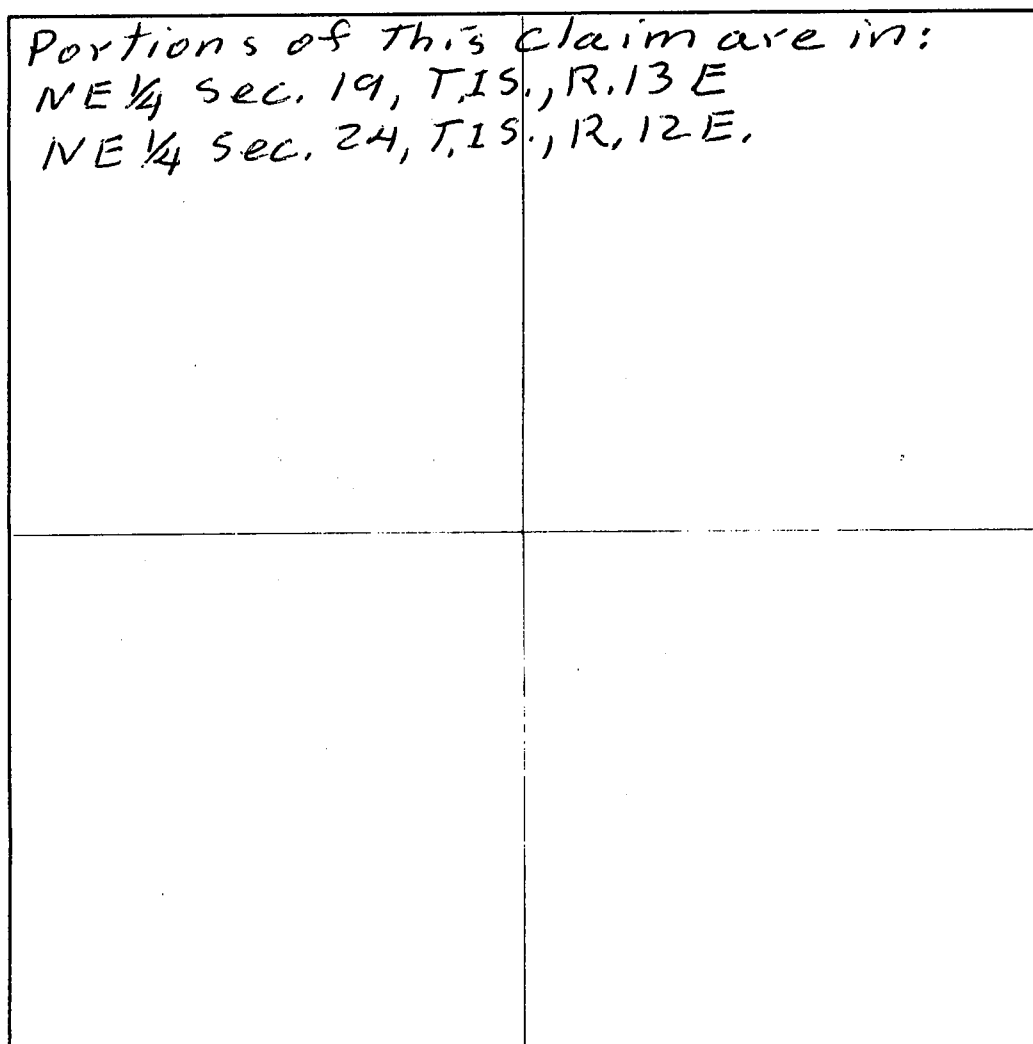 Portions of This claim are in:
NE ¼ Sec. 19, T.1S., R.13 E
NE ¼ Sec. 24, T.1S., R.12E.